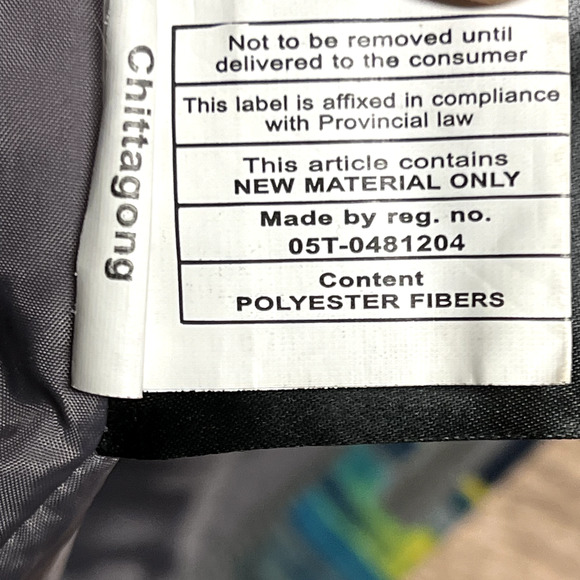 Chittagong
Not to be removed until
delivered to the consumer
This label is affixed in compliance
with Provincial law
This article contains
NEW MATERIAL ONLY
Made by reg. no.
05T-0481204
Content
POLYESTER FIBERS